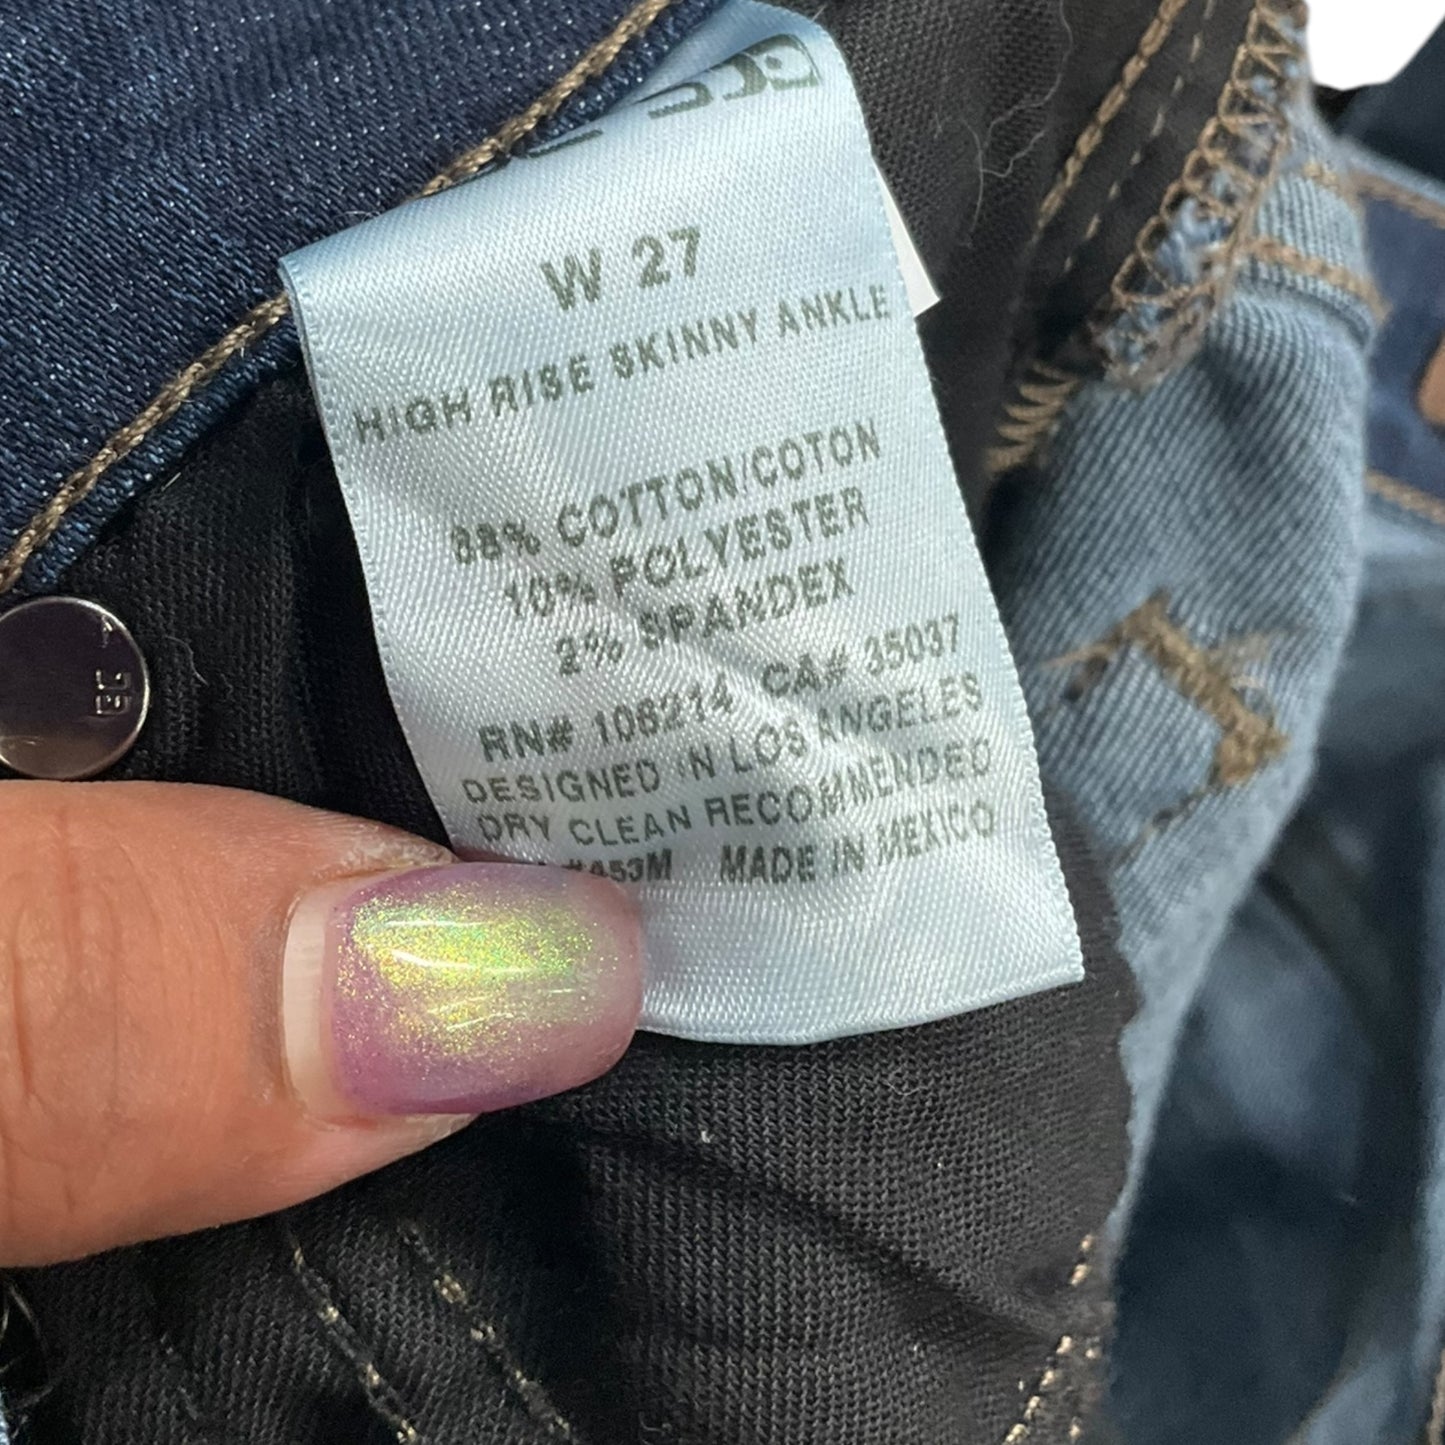 W 27
HIGH RISE SKINNY ANKLE
88% COTTON/COTON
10% POLYESTER
2% SPANDEX
RN# 106214 CA# 35037
DESIGNED IN LOS ANGELES
DRY CLEAN RECOMMENDED
#453M MADE IN MEXICO